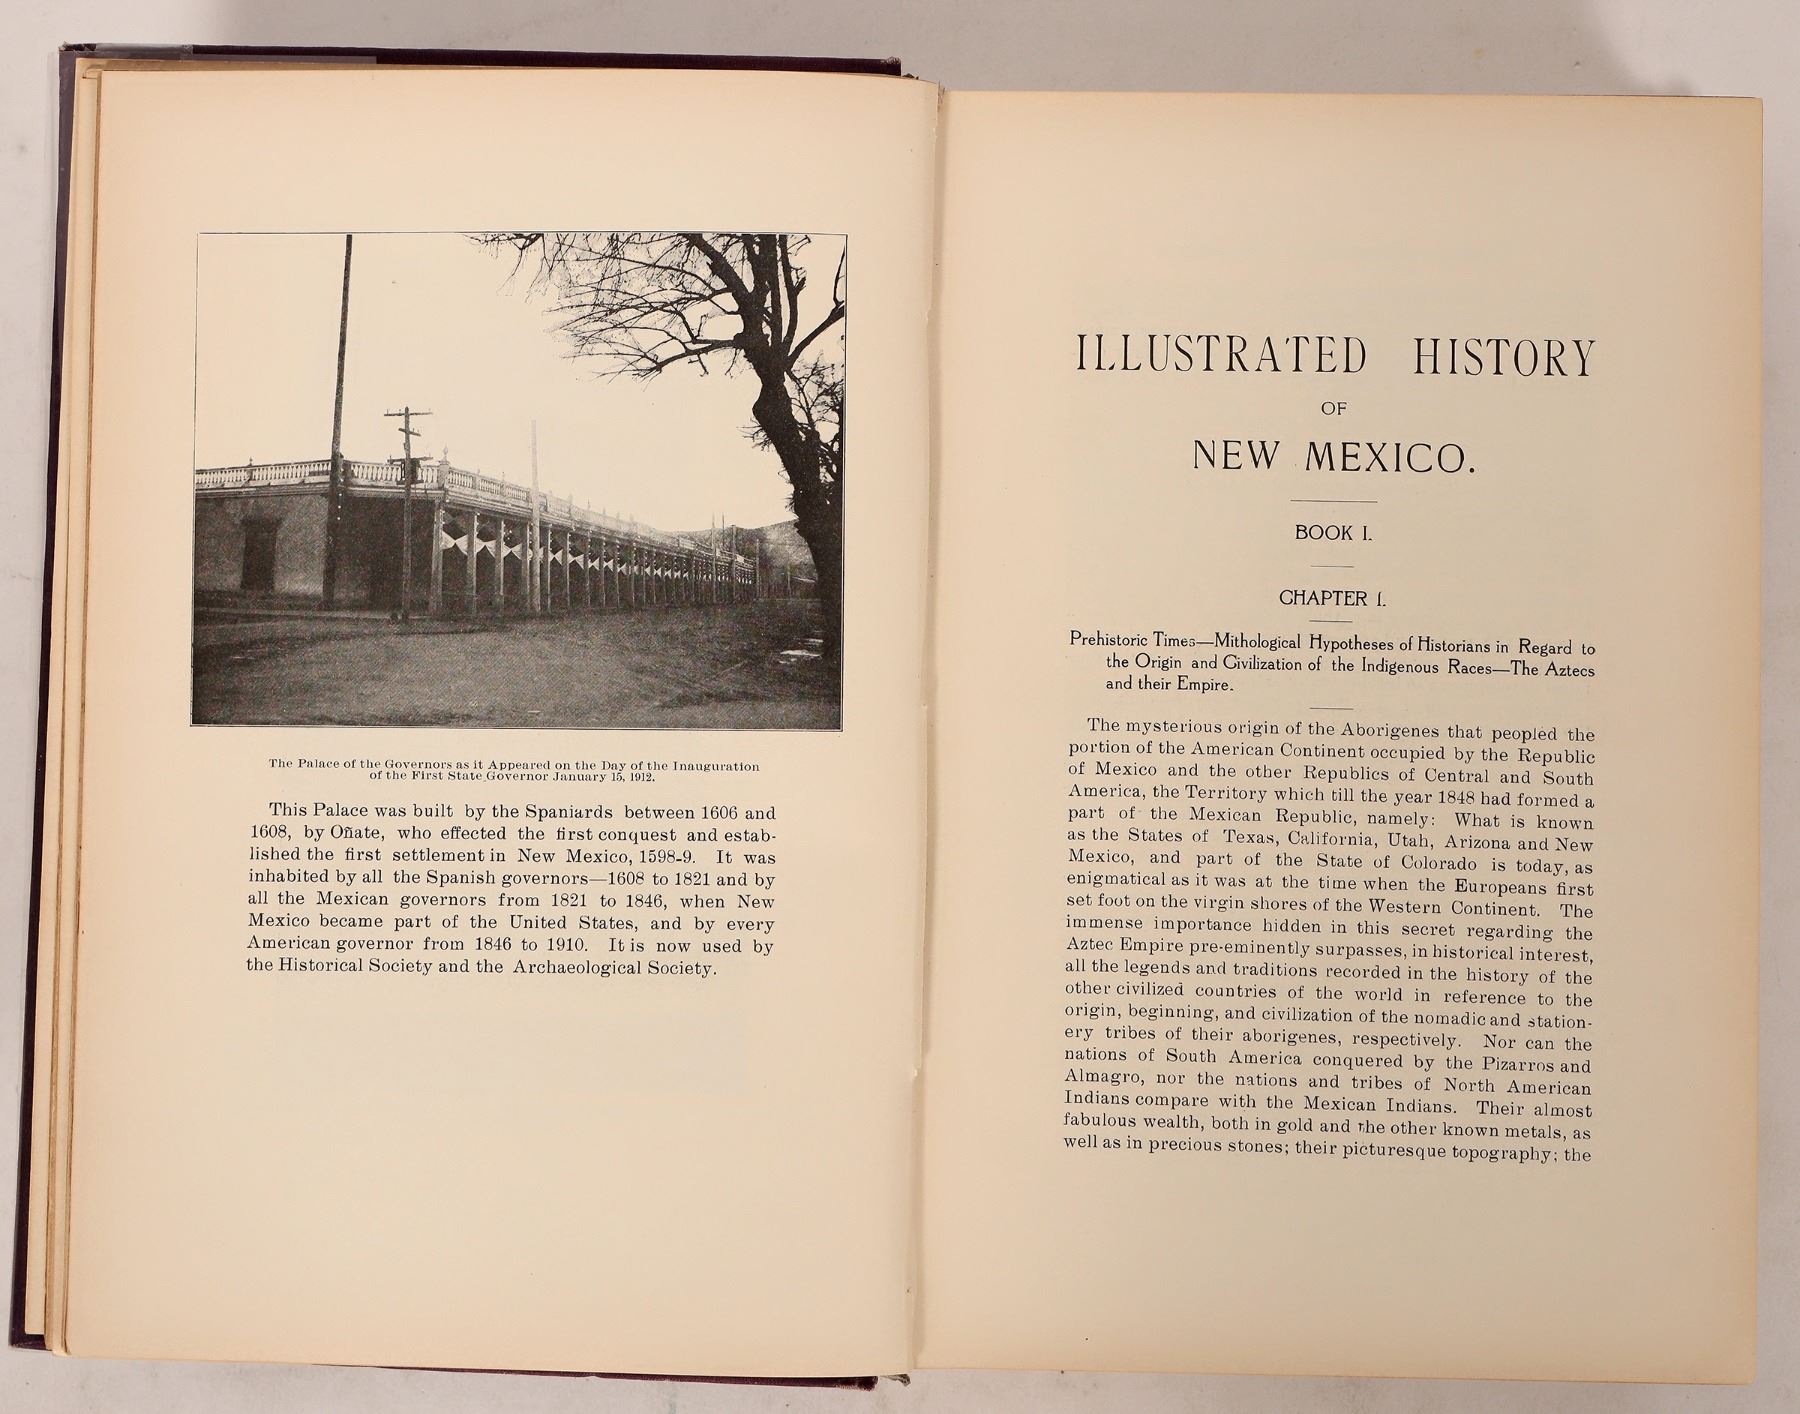 The Palace of the Governors as it Appeared on the Day of the Inauguration
of the First State Governor January 15, 1912.
This Palace was built by the Spaniards between 1606 and
1608, by Oñate, who effected the first conquest and estab-
lished the first settlement in New Mexico, 1598-9. It was
inhabited by all the Spanish governors—1608 to 1821 and by
all the Mexican governors from 1821 to 1846, when New
Mexico became part of the United States, and by every
American governor from 1846 to 1910. It is now used by
the Historical Society and the Archaeological Society.
ILLUSTRATED HISTORY
OF
NEW MEXICO.
BOOK I.
CHAPTER I.
Prehistoric Times—Mithological Hypotheses of Historians in Regard to
the Origin and Civilization of the Indigenous Races—The Aztecs
and their Empire.
The mysterious origin of the Aborigenes that peopled the
portion of the American Continent occupied by the Republic
of Mexico and the other Republics of Central and South
America, the Territory which till the year 1848 had formed a
part of the Mexican Republic, namely: What is known
as the States of Texas, California, Utah, Arizona and New
Mexico, and part of the State of Colorado is today, as
enigmatical as it was at the time when the Europeans first
set foot on the virgin shores of the Western Continent. The
immense importance hidden in this secret regarding the
Aztec Empire pre-eminently surpasses, in historical interest,
all the legends and traditions recorded in the history of the
other civilized countries of the world in reference to the
origin, beginning, and civilization of the nomadic and station-
ery tribes of their aborigenes, respectively. Nor can the
nations of South America conquered by the Pizarros and
Almagro, nor the nations and tribes of North American
Indians compare with the Mexican Indians. Their almost
fabulous wealth, both in gold and the other known metals, as
well as in precious stones; their picturesque topography; the